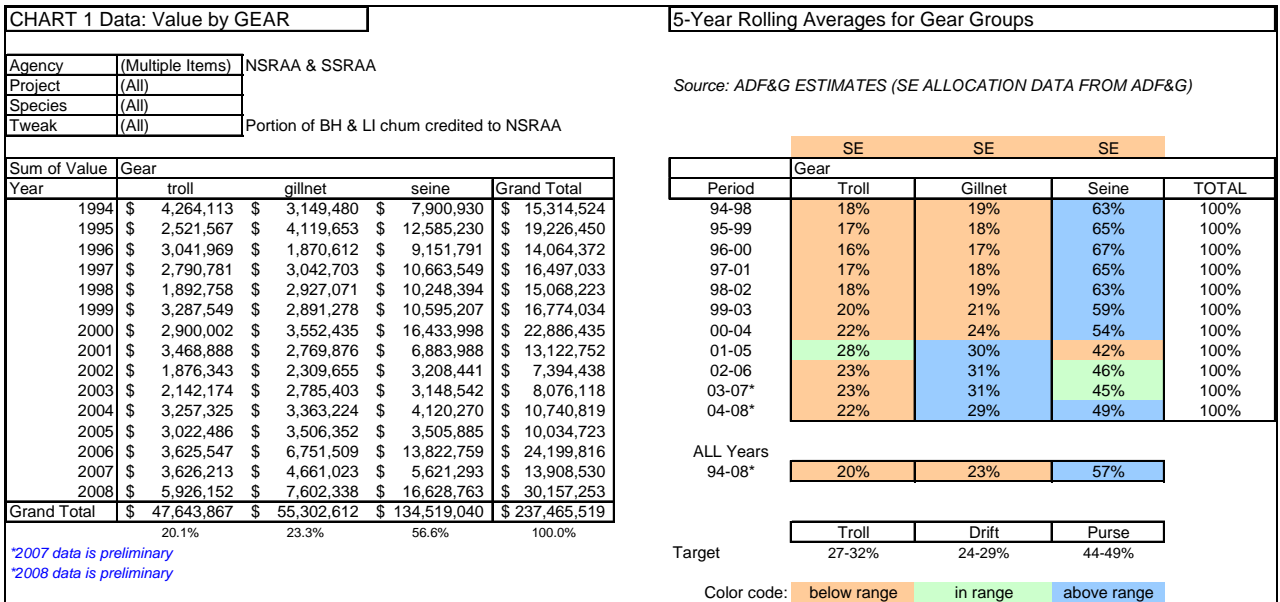 CHART 1 Data: Value by GEAR
Agency (Multiple Items) NSRAA & SSRAA
Project (All)
Species (All)
Tweak (All) Portion of BH & LI chum credited to NSRAA
Sum of Value Gear
Year troll gillnet seine Grand Total
1994 $ 4,264,113 $ 3,149,480 $ 7,900,930 $ 15,314,524
1995 $ 2,521,567 $ 4,119,653 $ 12,585,230 $ 19,226,450
1996 $ 3,041,969 $ 1,870,612 $ 9,151,791 $ 14,064,372
1997 $ 2,790,781 $ 3,042,703 $ 10,663,549 $ 16,497,033
1998 $ 1,892,758 $ 2,927,071 $ 10,248,394 $ 15,068,223
1999 $ 3,287,549 $ 2,891,278 $ 10,595,207 $ 16,774,034
2000 $ 2,900,002 $ 3,552,435 $ 16,433,998 $ 22,886,435
2001 $ 3,468,888 $ 2,769,876 $ 6,883,988 $ 13,122,752
2002 $ 1,876,343 $ 2,309,655 $ 3,208,441 $ 7,394,438
2003 $ 2,142,174 $ 2,785,403 $ 3,148,542 $ 8,076,118
2004 $ 3,257,325 $ 3,363,224 $ 4,120,270 $ 10,740,819
2005 $ 3,022,486 $ 3,506,352 $ 3,505,885 $ 10,034,723
2006 $ 3,625,547 $ 6,751,509 $ 13,822,759 $ 24,199,816
2007 $ 3,626,213 $ 4,661,023 $ 5,621,293 $ 13,908,530
2008 $ 5,926,152 $ 7,602,338 $ 16,628,763 $ 30,157,253
Grand Total $ 47,643,867 $ 55,302,612 $ 134,519,040 $ 237,465,519
20.1% 23.3% 56.6% 100.0%
*2007 data is preliminary
*2008 data is preliminary
5-Year Rolling Averages for Gear Groups
Source: ADF&G ESTIMATES (SE ALLOCATION DATA FROM ADF&G)
SE SE SE
Gear
Period Troll Gillnet Seine TOTAL
94-98 18% 19% 63% 100%
95-99 17% 18% 65% 100%
96-00 16% 17% 67% 100%
97-01 17% 18% 65% 100%
98-02 18% 19% 63% 100%
99-03 20% 21% 59% 100%
00-04 22% 24% 54% 100%
01-05 28% 30% 42% 100%
02-06 23% 31% 46% 100%
03-07* 23% 31% 45% 100%
04-08* 22% 29% 49% 100%
ALL Years
94-08* 20% 23% 57%
Troll Drift Purse
Target 27-32% 24-29% 44-49%
Color code: below range in range above range